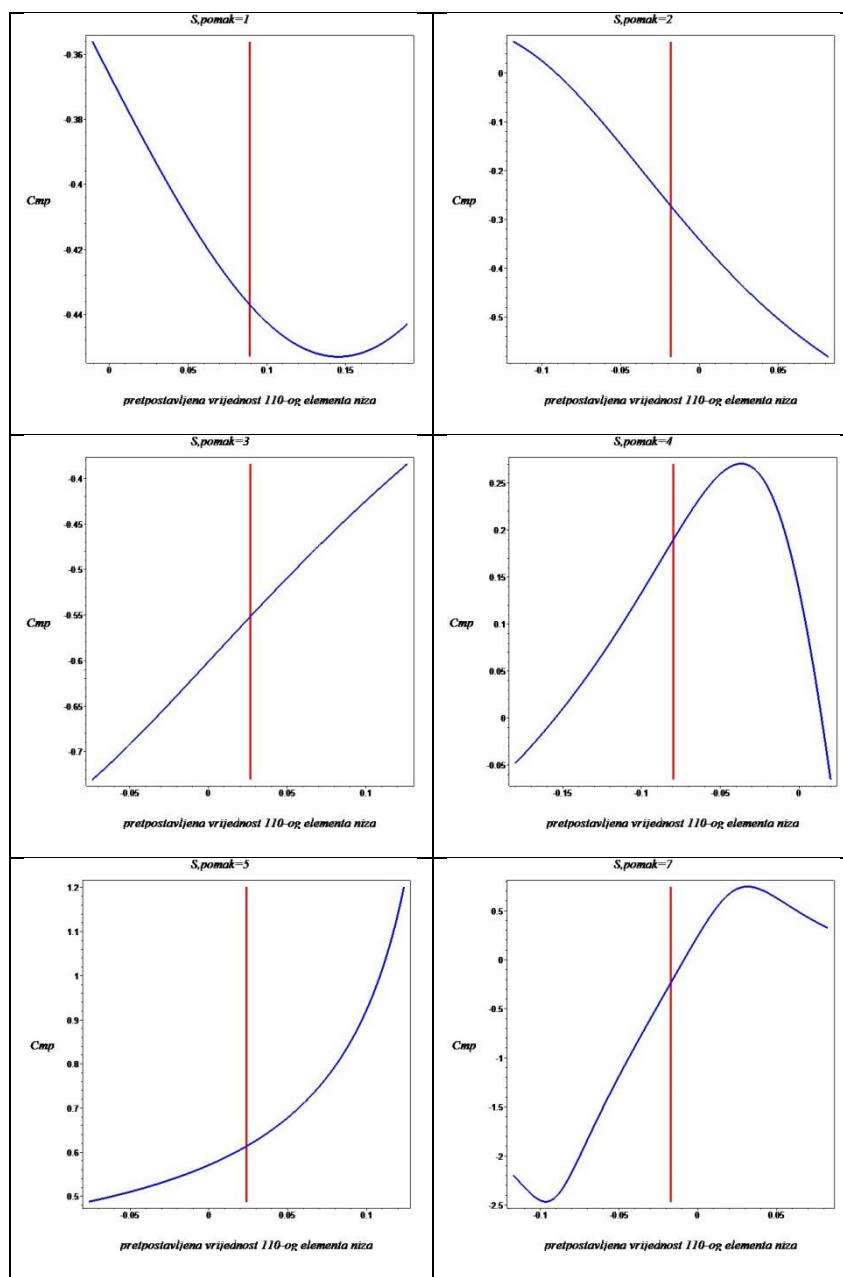 S,pomak=1
-0.36
-0.38
-0.4
Cmp
-0.42
-0.44
0 0.05 0.1 0.15
pretpostavljena vrijednost 110-og elementa niza
S,pomak=2
0
-0.1
-0.2
Cmp
-0.3
-0.4
-0.5
-0.1 -0.05 0 0.05
pretpostavljena vrijednost 110-og elementa niza
S,pomak=3
-0.4
-0.45
-0.5
-0.55
Cmp
-0.6
-0.65
-0.7
-0.05 0 0.05 0.1
pretpostavljena vrijednost 110-og elementa niza
S,pomak=4
0.25
0.2
0.15
Cmp
0.1
0.05
0
-0.05
-0.15 -0.1 -0.05 0
pretpostavljena vrijednost 110-og elementa niza
S,pomak=5
1.2
1.1
1
0.9
Cmp
0.8
0.7
0.6
0.5
-0.05 0 0.05 0.1
pretpostavljena vrijednost 110-og elementa niza
S,pomak=7
0.5
0
-0.5
Cmp
-1
-1.5
-2
-2.5
-0.1 -0.05 0 0.05
pretpostavljena vrijednost 110-og elementa niza